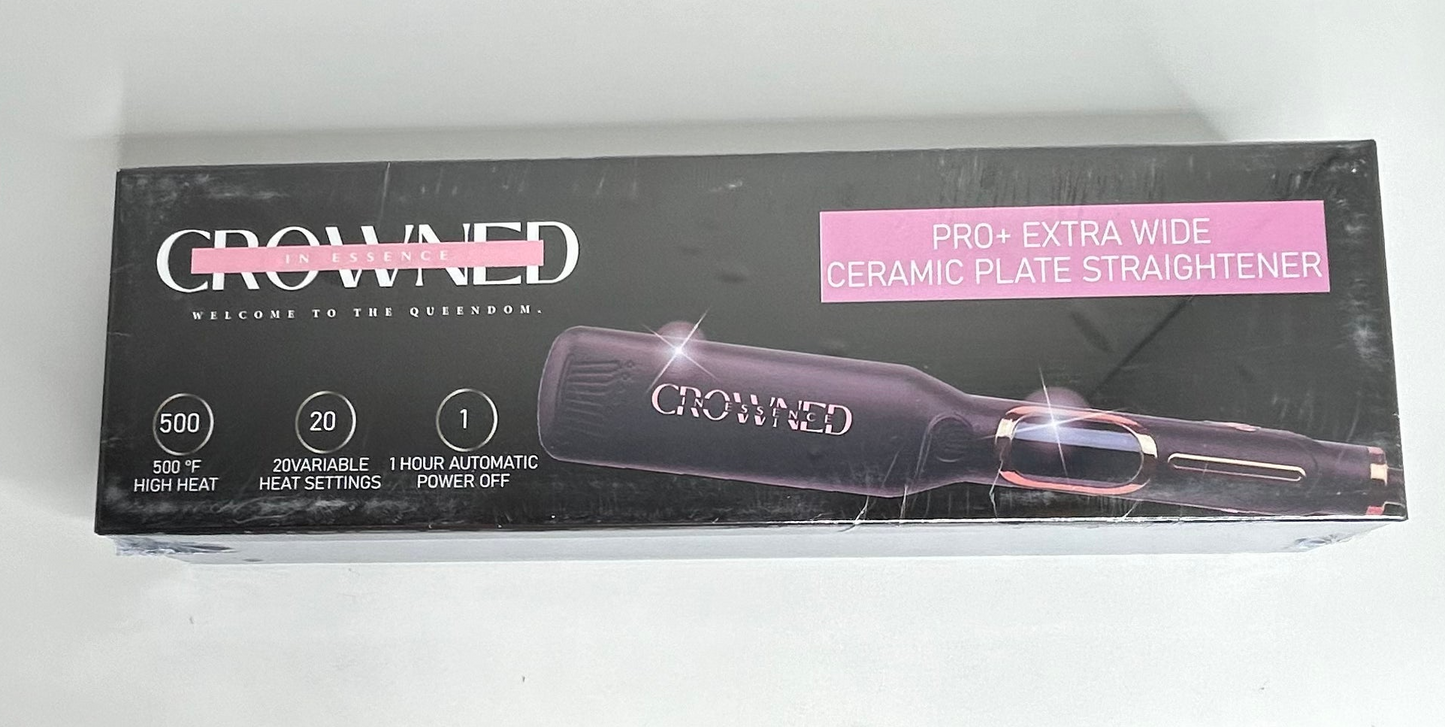 CROWNED
IN ESSENCE
WELCOME TO THE QUEENDOM.
PRO+ EXTRA WIDE
CERAMIC PLATE STRAIGHTENER
CROWNED
IN ESSENCE
500
500 °F
HIGH HEAT
20
20VARIABLE
HEAT SETTINGS
1
1 HOUR AUTOMATIC
POWER OFF